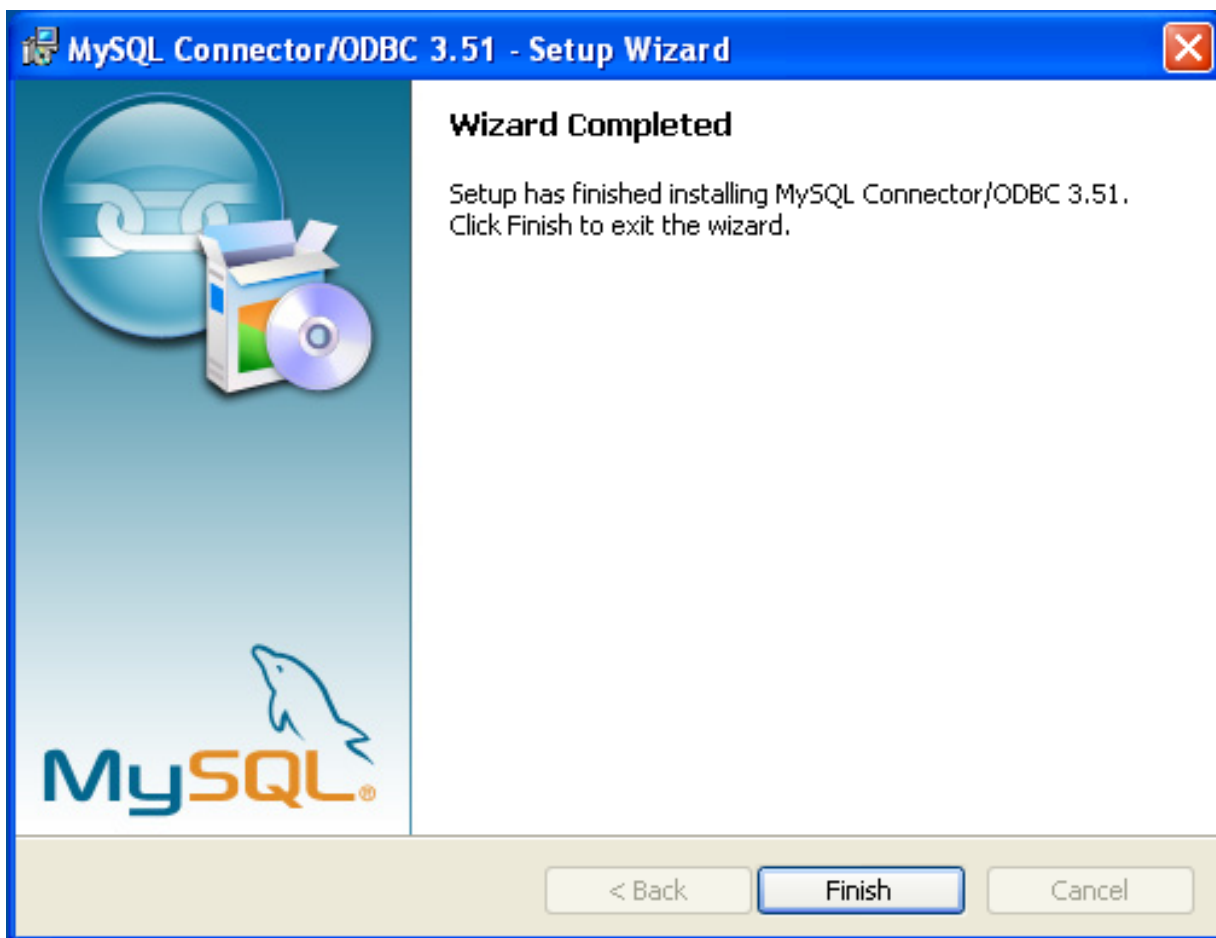 MySQL Connector/ODBC 3.51 - Setup Wizard
Wizard Completed
Setup has finished installing MySQL Connector/ODBC 3.51.
Click Finish to exit the wizard.
MySQL®
< Back
Finish
Cancel